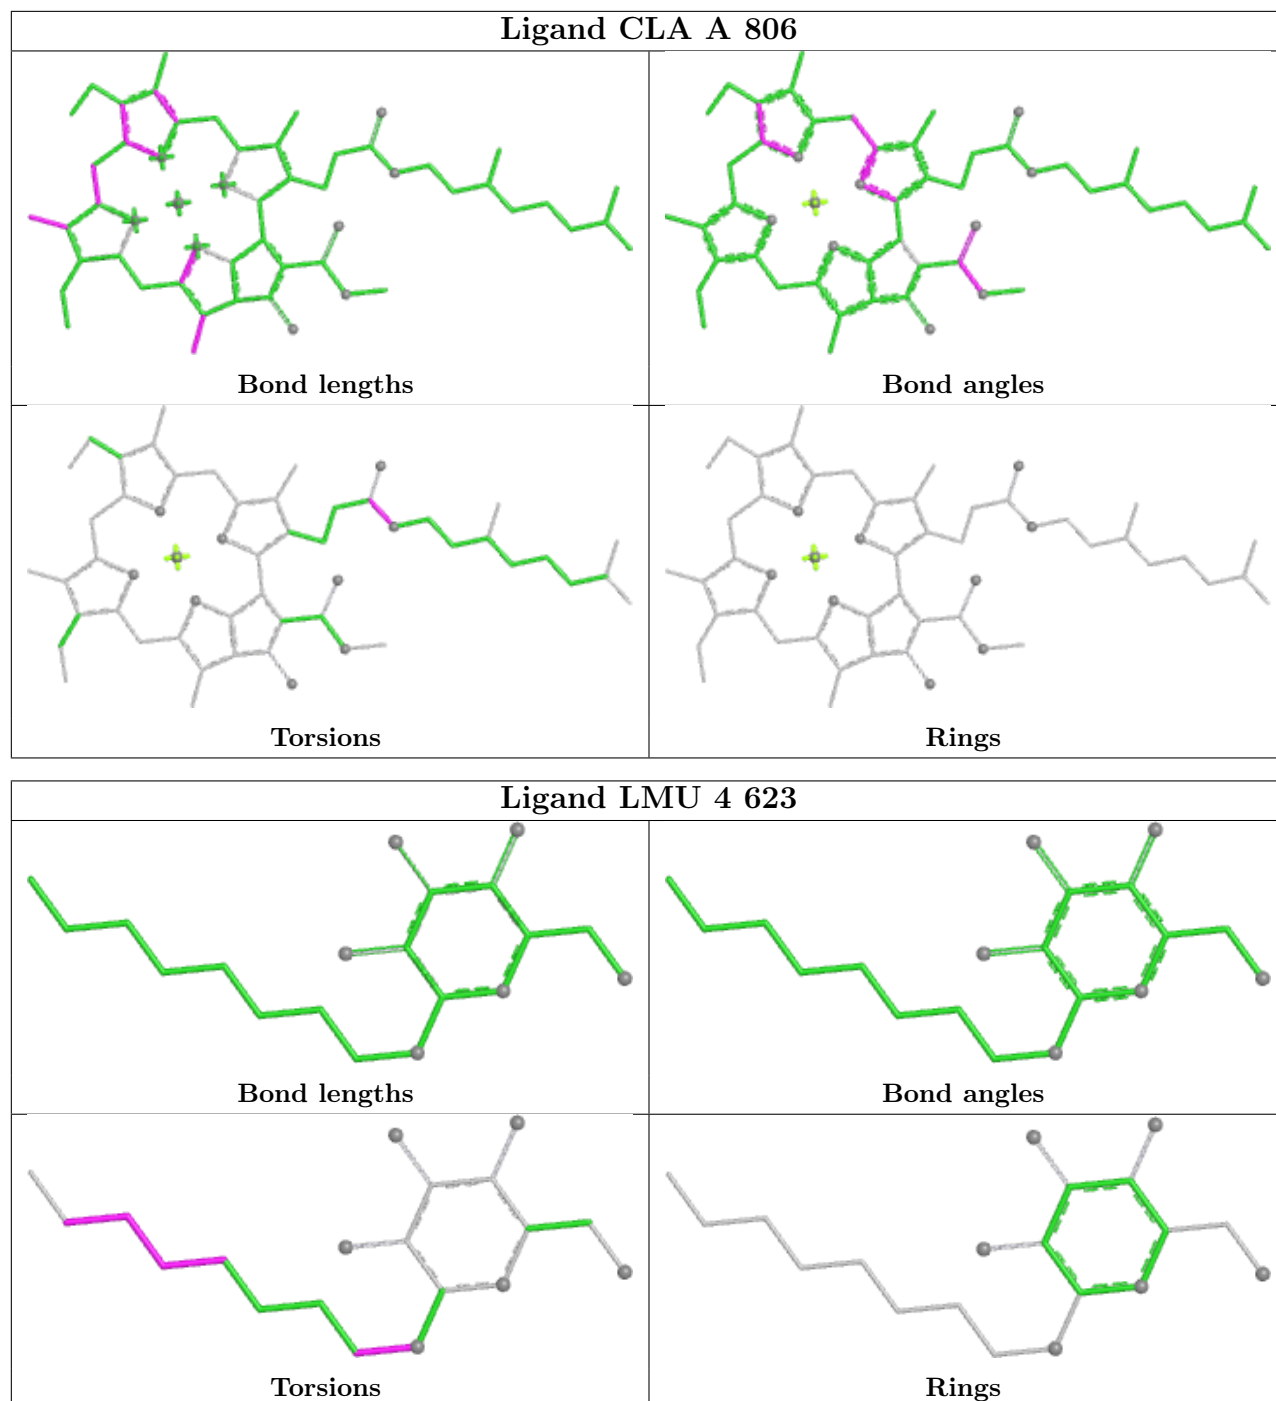 Ligand CLA A 806
Bond lengths
Bond angles
Torsions
Rings
Ligand LMU 4 623
Bond lengths
Bond angles
Torsions
Rings